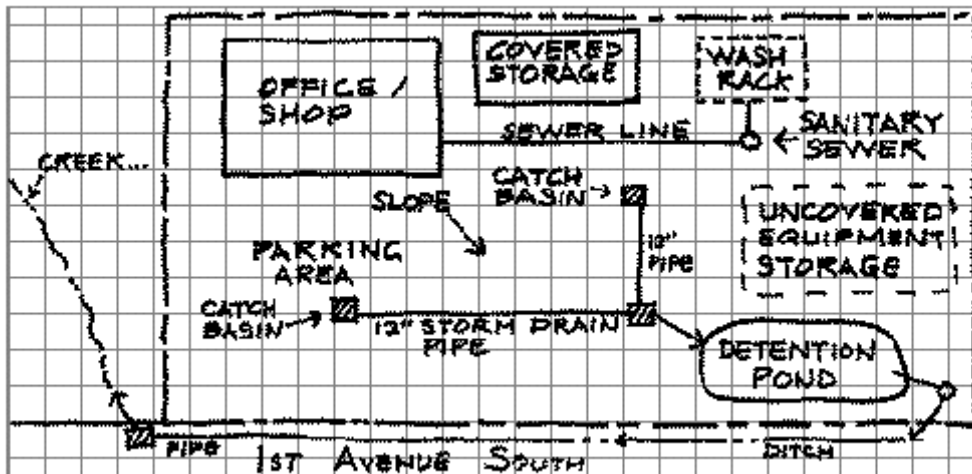 OFFICE /
SHOP
COVERED
STORAGE
WASH
RACK
SEWER LINE
SANITARY
SEWER
CREEK...
CATCH
BASIN
SLOPE
UNCOVERED
EQUIPMENT
STORAGE
PARKING
AREA
PIPE
CATCH
BASIN
12" STORM DRAIN
PIPE
DETENTION
POND
PIPE
1ST AVENUE SOUTH
DITCH